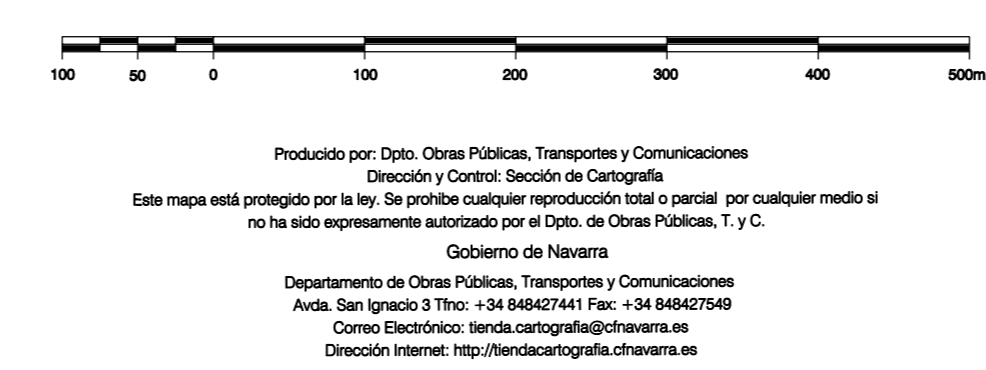 100 50 0 100 200 300 400 500m
Producido por: Dpto. Obras Públicas, Transportes y Comunicaciones
Dirección y Control: Sección de Cartografía
Este mapa está protegido por la ley. Se prohibe cualquier reproducción total o parcial por cualquier medio si
no ha sido expresamente autorizado por el Dpto. de Obras Públicas, T. y C.
Gobierno de Navarra
Departamento de Obras Públicas, Transportes y Comunicaciones
Avda. San Ignacio 3 Tfno: +34 848427441 Fax: +34 848427549
Correo Electrónico: tienda.cartografia@cfnavarra.es
Dirección Internet: http://tiendacartografia.cfnavarra.es